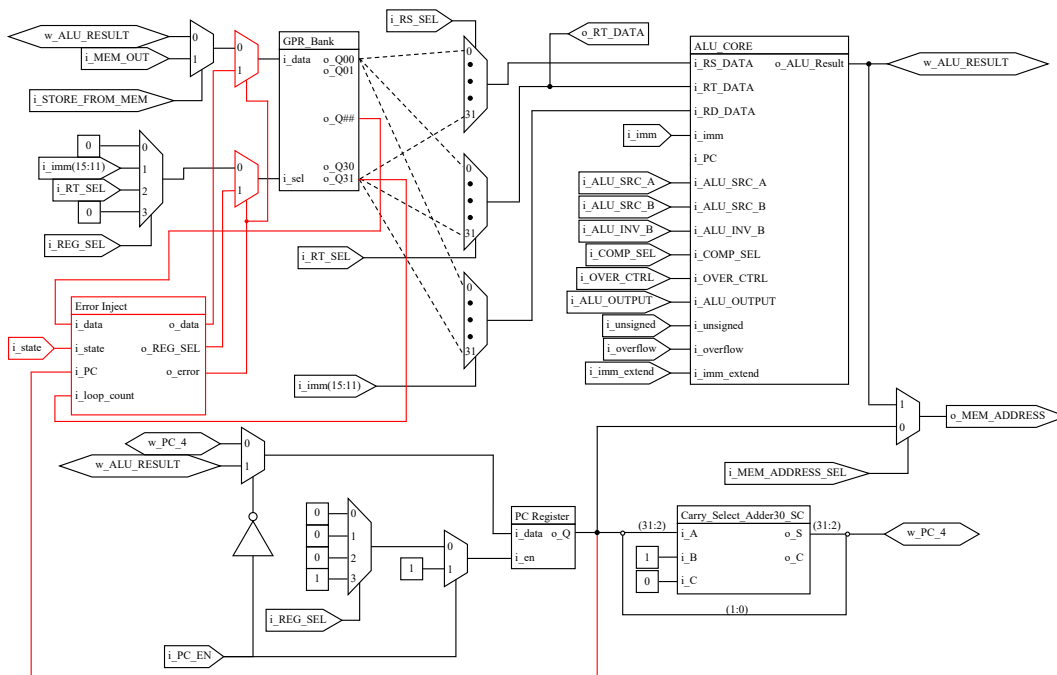 i_RS_SEL
w_ALU_RESULT
0
i_MEM_OUT
1
0
1
i_STORE_FROM_MEM
GPR_Bank
i_data
o_Q00
o_Q01
o_Q##
o_Q30
i_sel
o_Q31
0
31
o_RT_DATA
ALU_CORE
i_RS_DATA
o_ALU_Result
i_RT_DATA
i_RD_DATA
i_imm
i_PC
i_ALU_SRC_A
i_ALU_SRC_B
i_ALU_INV_B
i_COMP_SEL
i_OVER_CTRL
i_ALU_OUTPUT
i_unsigned
i_overflow
i_imm_extend
w_ALU_RESULT
i_imm
i_ALU_SRC_A
i_ALU_SRC_B
i_ALU_INV_B
i_COMP_SEL
i_OVER_CTRL
i_ALU_OUTPUT
i_unsigned
i_overflow
i_imm_extend
0
0
i_imm(15:11)
1
i_RT_SEL
2
0
3
i_REG_SEL
0
1
0
31
i_RT_SEL
0
31
i_imm(15:11)
Error Inject
i_data
o_data
i_state
i_state
o_REG_SEL
i_PC
o_error
i_loop_count
1
0
o_MEM_ADDRESS
i_MEM_ADDRESS_SEL
w_PC_4
0
w_ALU_RESULT
1
0
0
0
1
0
2
1
3
i_REG_SEL
0
1
1
i_PC_EN
PC Register
i_data
o_Q
i_en
(31:2)
Carry_Select_Adder30_SC
(31:2)
i_A
o_S
1
i_B
o_C
0
i_C
(1:0)
w_PC_4